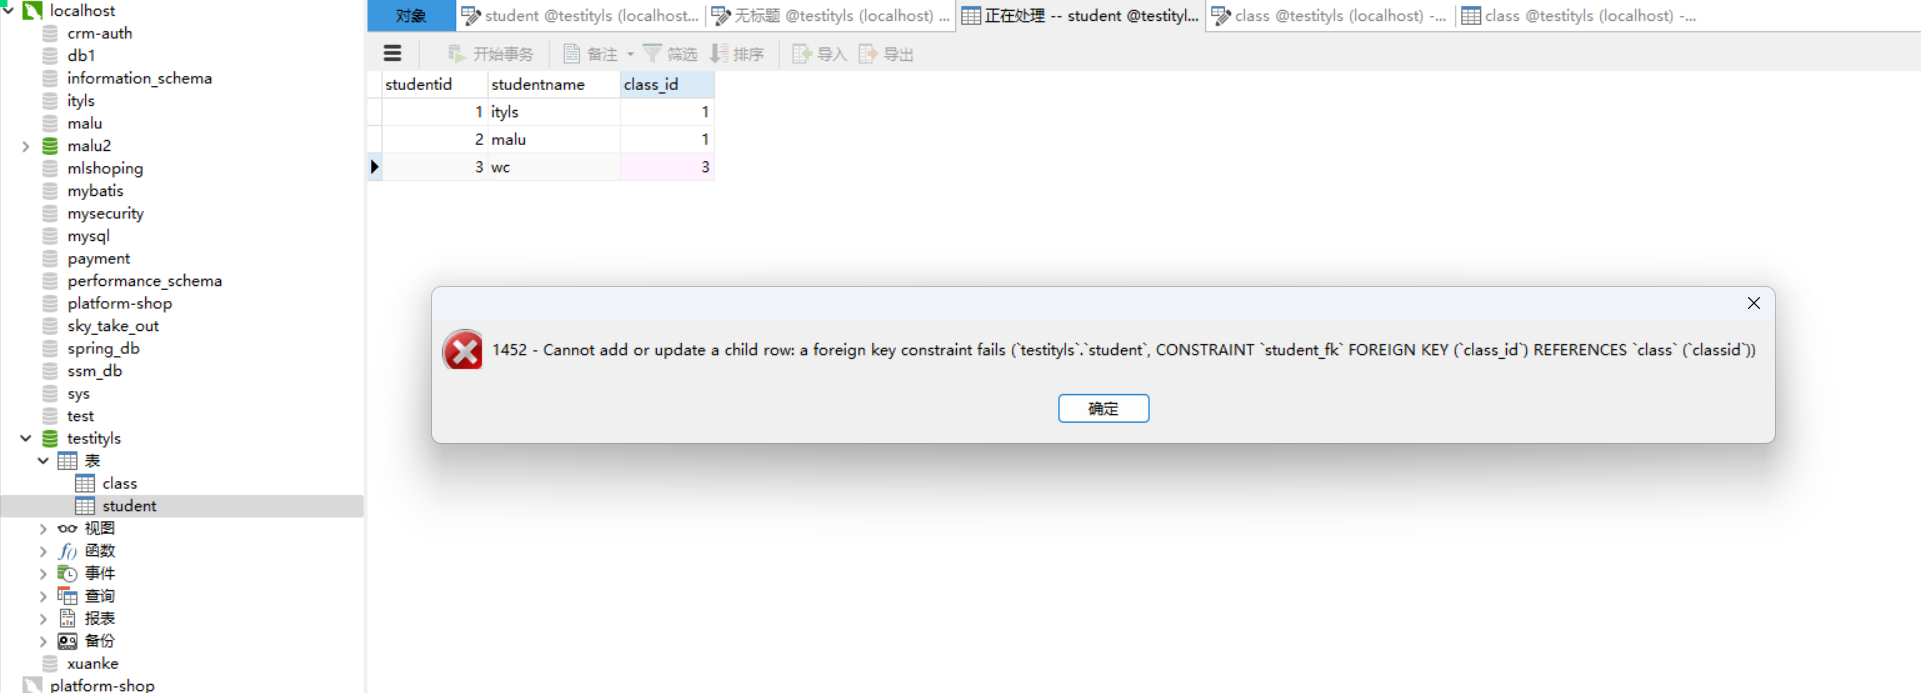 localhost
crm-auth
db1
information_schema
ityls
malu
malu2
mlshoping
mybatis
mysecurity
mysql
payment
performance_schema
platform-shop
sky_take_out
spring_db
ssm_db
sys
test
testityls
表
class
student
视图
函数
事件
查询
报表
备份
xuanke
platform-shop
对象
student @testityls (localhost...
无标题 @testityls (localhost) ...
正在处理 -- student @testityl...
class @testityls (localhost) -...
class @testityls (localhost) -...
开始事务 备注 筛选 排序 导入 导出
studentid studentname class_id
1 ityls 1
2 malu 1
3 wc 3
1452 - Cannot add or update a child row: a foreign key constraint fails (`testityls`.`student`, CONSTRAINT `student_fk` FOREIGN KEY (`class_id`) REFERENCES `class` (`classid`))
确定